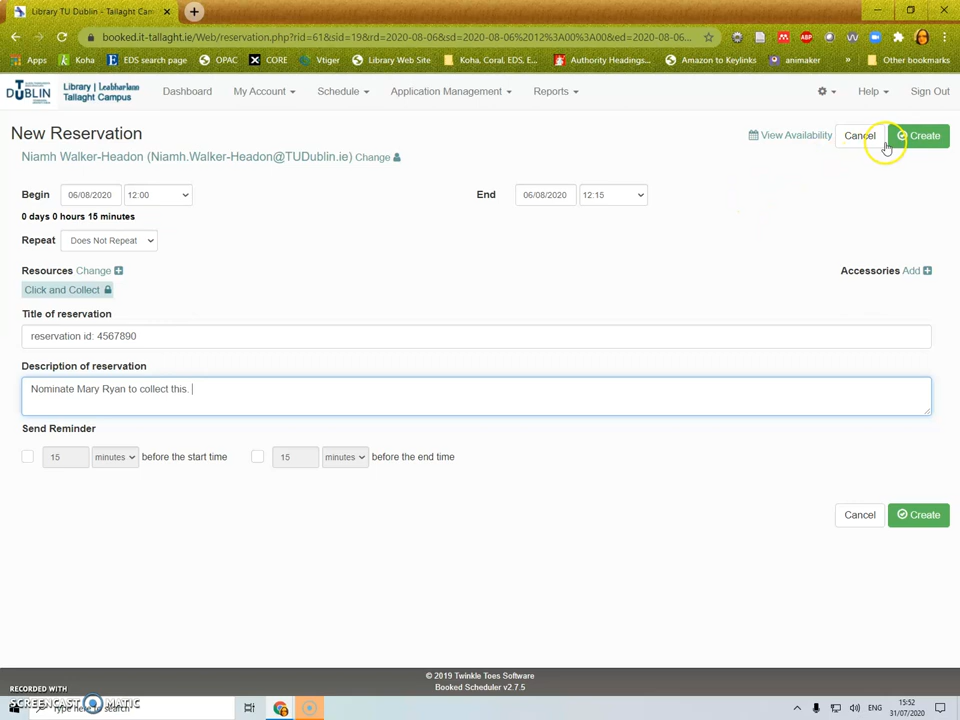 Library TU Dublin - Tallaght Cam
booked.it-tallaght.ie/Web/reservation.php?rid=61&sid=19&rd=2020-08-06&sd=2020-08-06%2012%3A00%3A00&ed=2020-08-06...
Apps Koha EDS search page OPAC CORE Vtiger Library Web Site Koha, Coral, EDS, E... Authority Headings... Amazon to Keylinks animaker » Other bookmarks
TU DUBLIN Library | Leabharlann Tallaght Campus Dashboard My Account Schedule Application Management Reports Help Sign Out
New Reservation View Availability Cancel Create
Niamh Walker-Headon (Niamh.Walker-Headon@TUDublin.ie) Change
Begin 06/08/2020 12:00 End 06/08/2020 12:15
0 days 0 hours 15 minutes
Repeat Does Not Repeat
Resources Change Accessories Add
Click and Collect
Title of reservation
reservation id: 4567890
Description of reservation
Nominate Mary Ryan to collect this.
Send Reminder
15 minutes before the start time 15 minutes before the end time
Cancel Create
© 2019 Twinkle Toes Software
Booked Scheduler v2.7.5
RECORDED WITH
SCREENCAST MATIC
Type here to search
ENG 15:52
31/07/2020